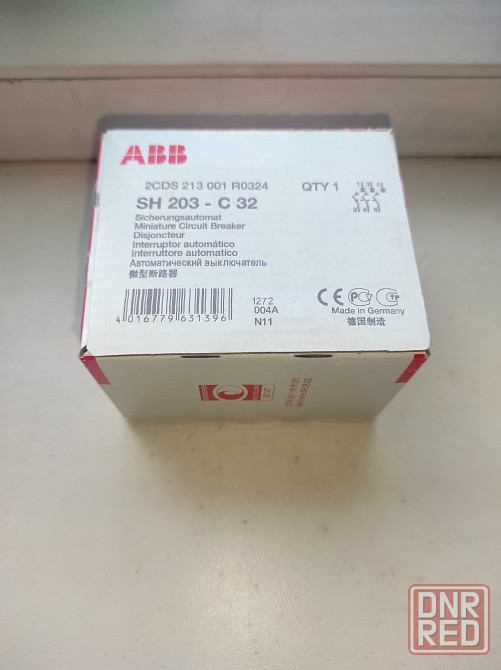 ABB
2CDS 213 001 R0324 QTY 1
SH 203 - C 32
Sicherungsautomat
Miniature Circuit Breaker
Disjoncteur
Interruptor automático
Interruttore automatico
Автоматический выключатель
微型断路器
4 016779 631396
1272
004A
N11
CE
Made in Germany
德国制造
DNR
RED